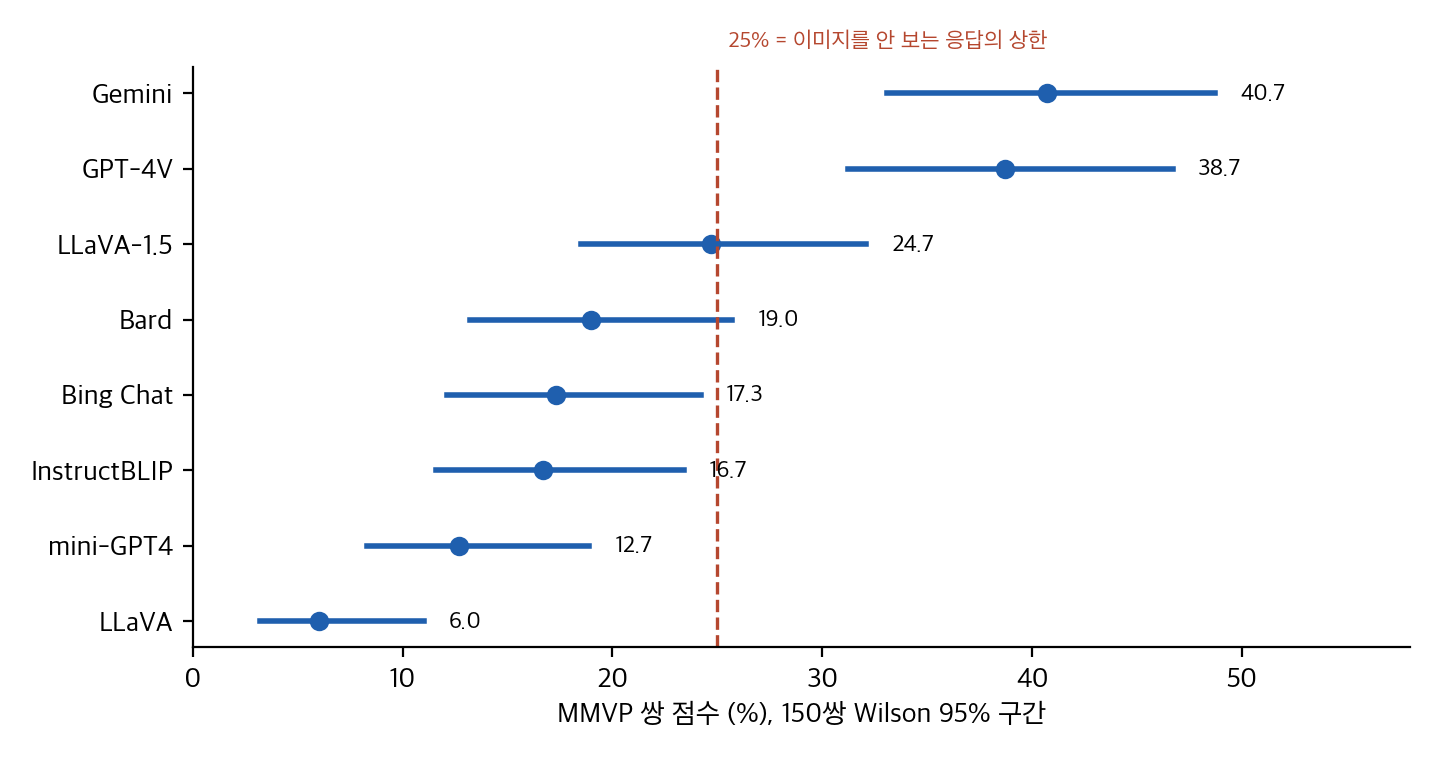 25% = 이미지를 안 보는 응답의 상한
Gemini 40.7
GPT-4V 38.7
LLaVA-1.5 24.7
Bard 19.0
Bing Chat 17.3
InstructBLIP 16.7
mini-GPT4 12.7
LLaVA 6.0
0 10 20 30 40 50
MMVP 쌍 점수 (%), 150쌍 Wilson 95% 구간